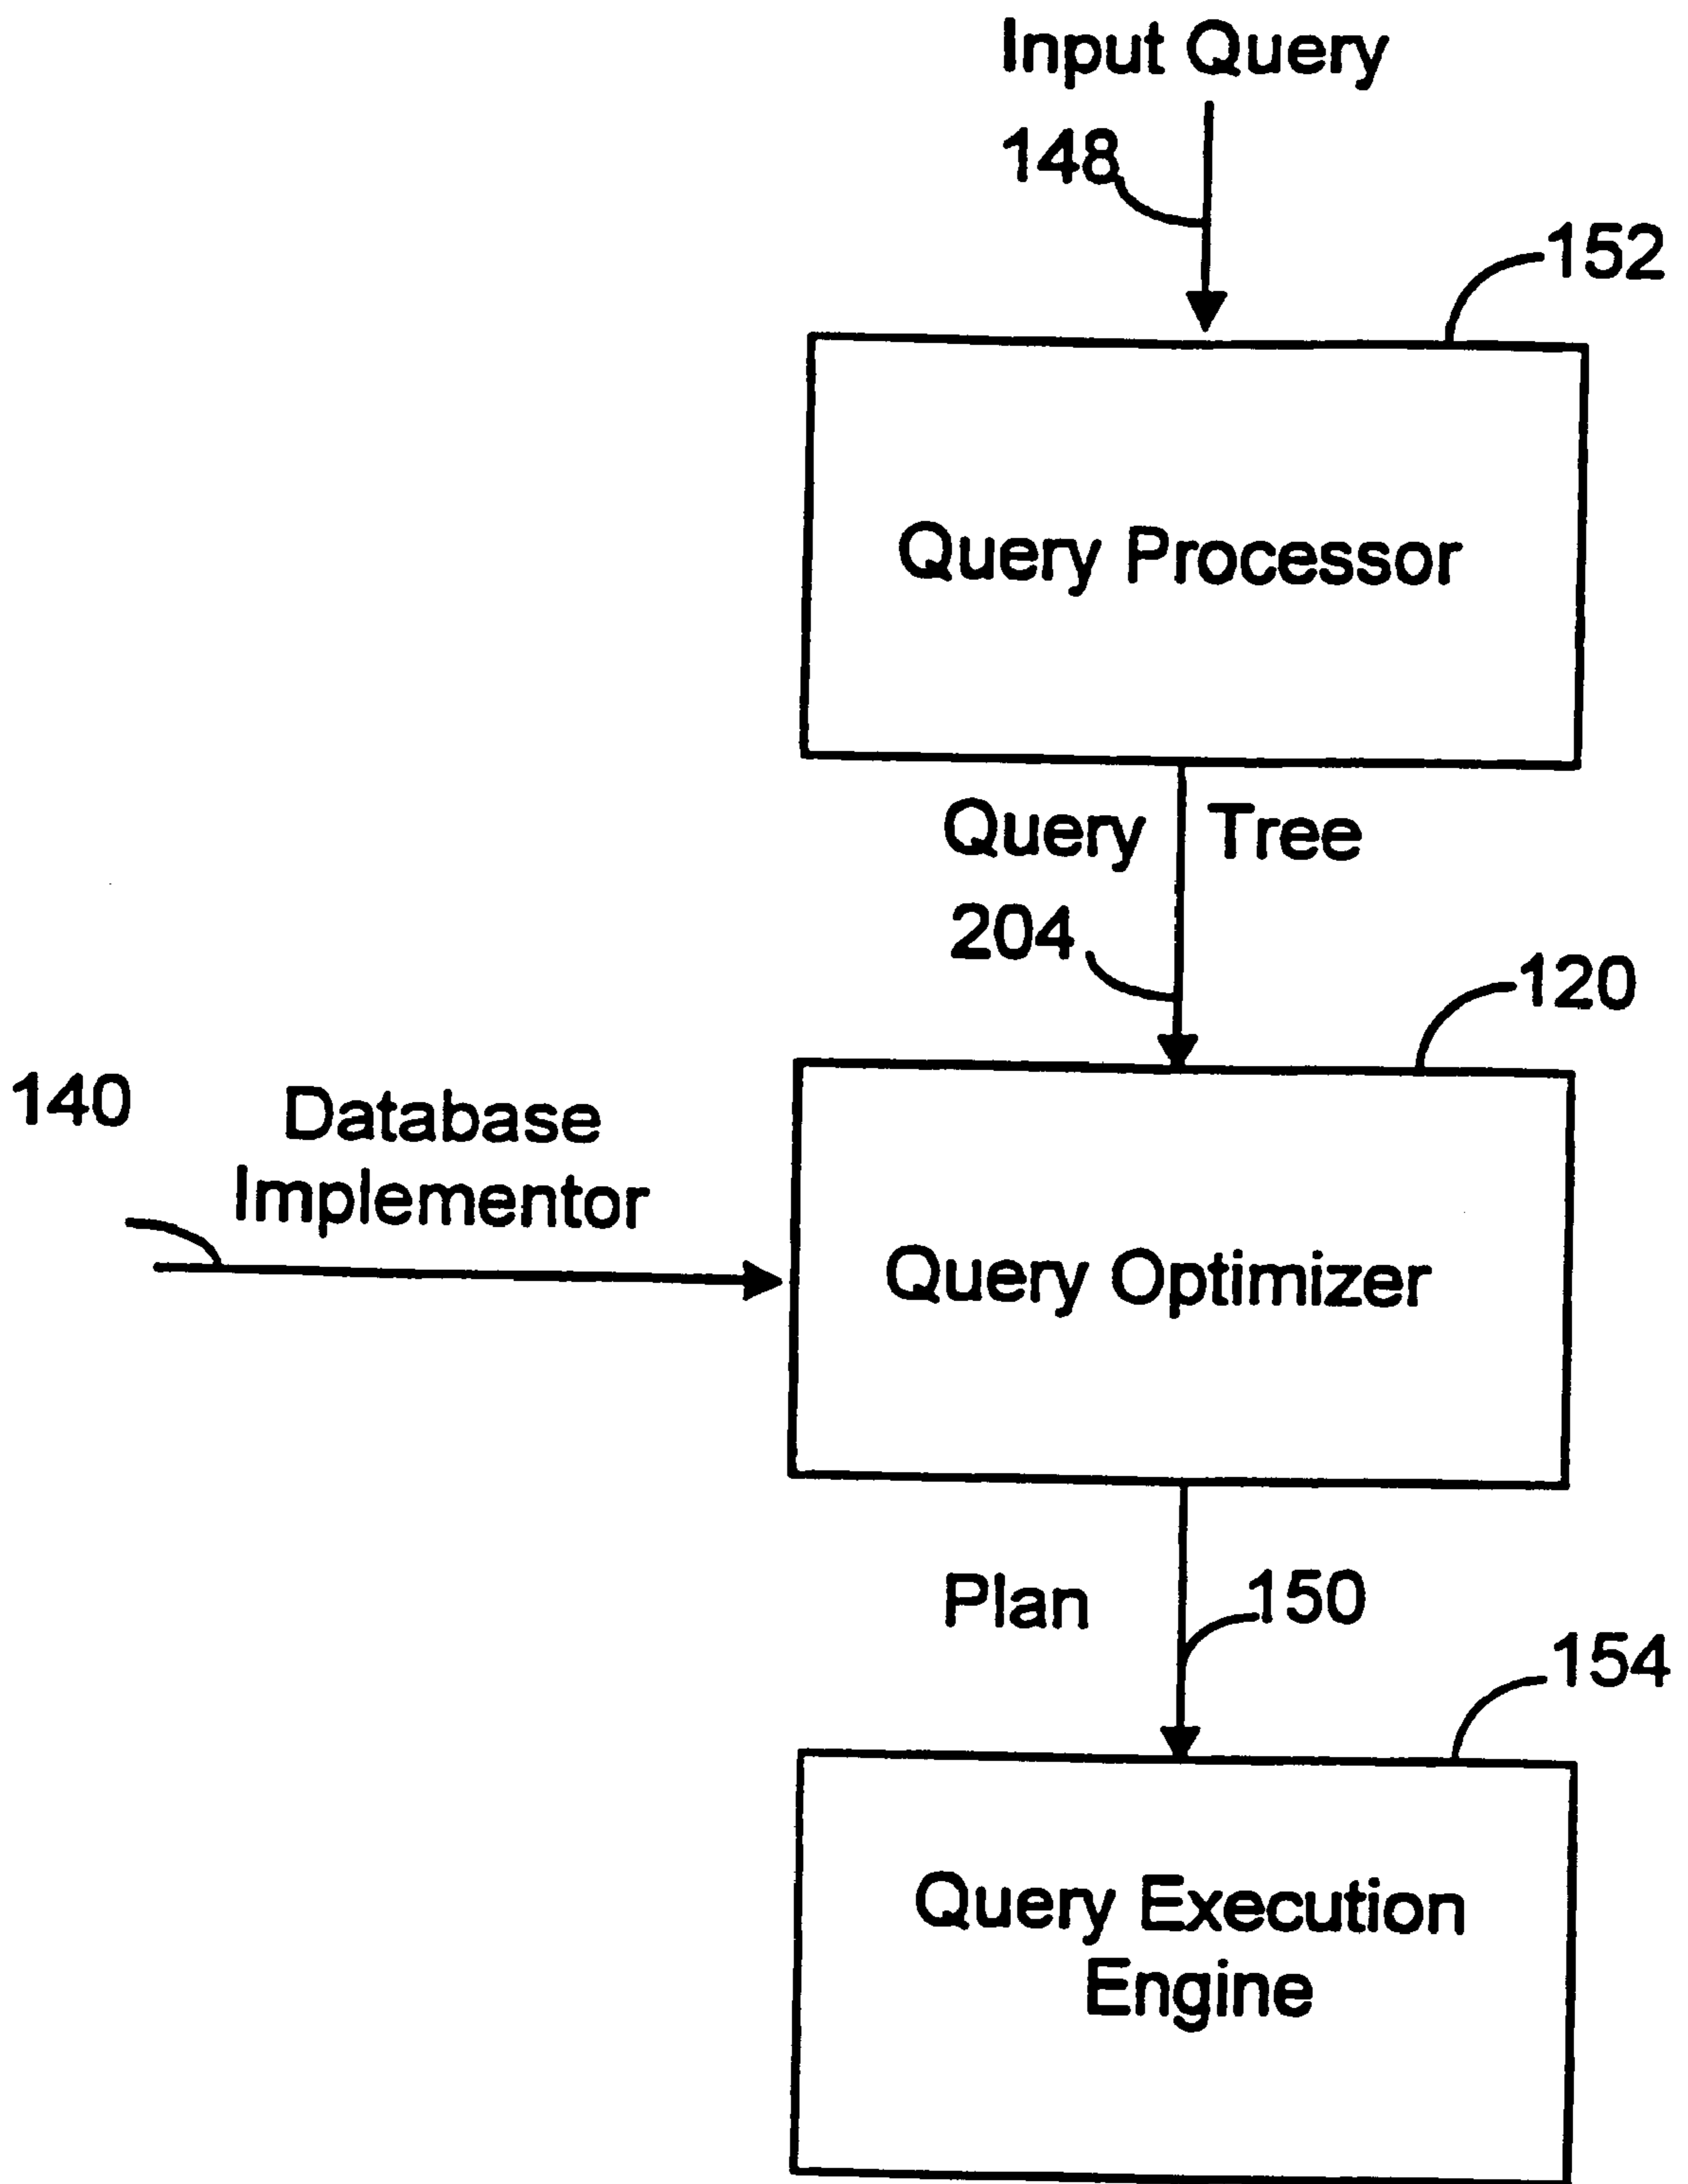 Input Query
148
152
Query Processor
Query Tree
204
120
140
Database
Implementor
Query Optimizer
Plan
150
154
Query Execution
Engine